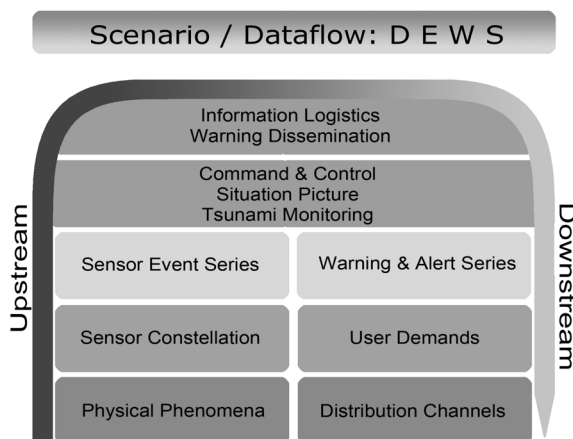 Scenario / Dataflow: D E W S
Information Logistics
Warning Dissemination
Command & Control
Situation Picture
Tsunami Monitoring
Upstream
Downstream
Sensor Event Series
Warning & Alert Series
Sensor Constellation
User Demands
Physical Phenomena
Distribution Channels